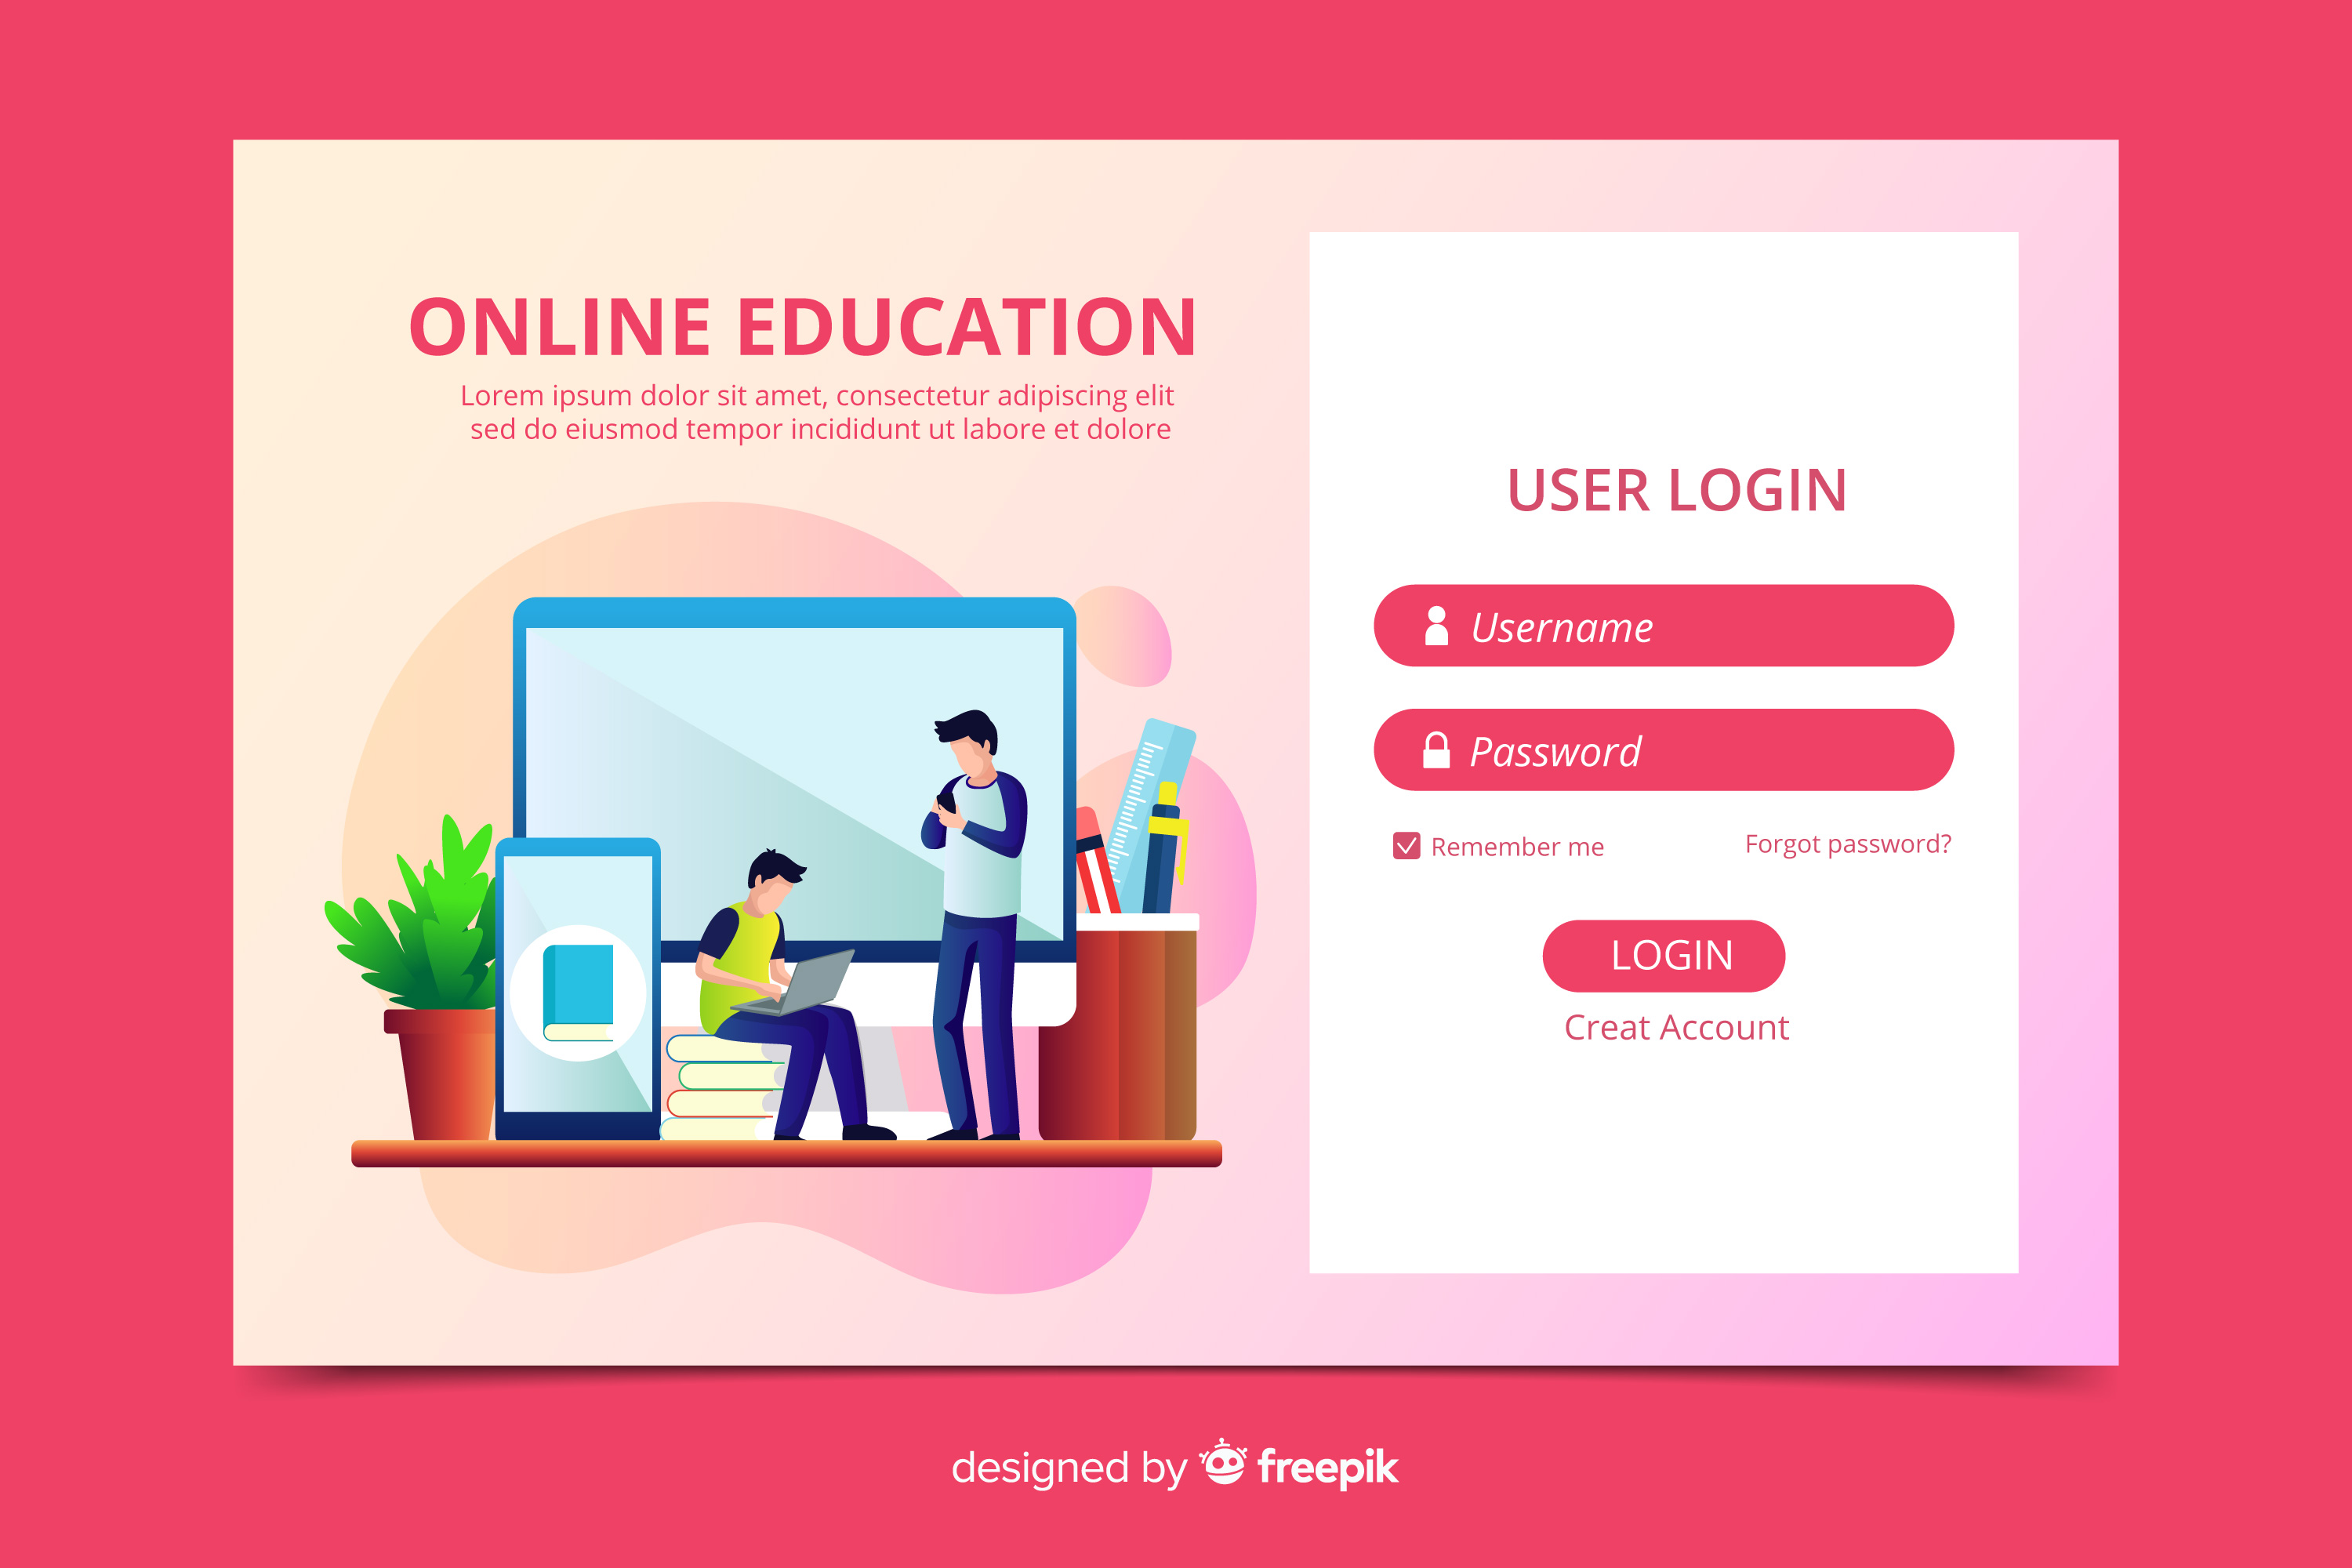 ONLINE EDUCATION
Lorem ipsum dolor sit amet, consectetur adipiscing elit
sed do eiusmod tempor incididunt ut labore et dolore
USER LOGIN
Username
Password
Remember me
Forgot password?
LOGIN
Creat Account
designed by freepik